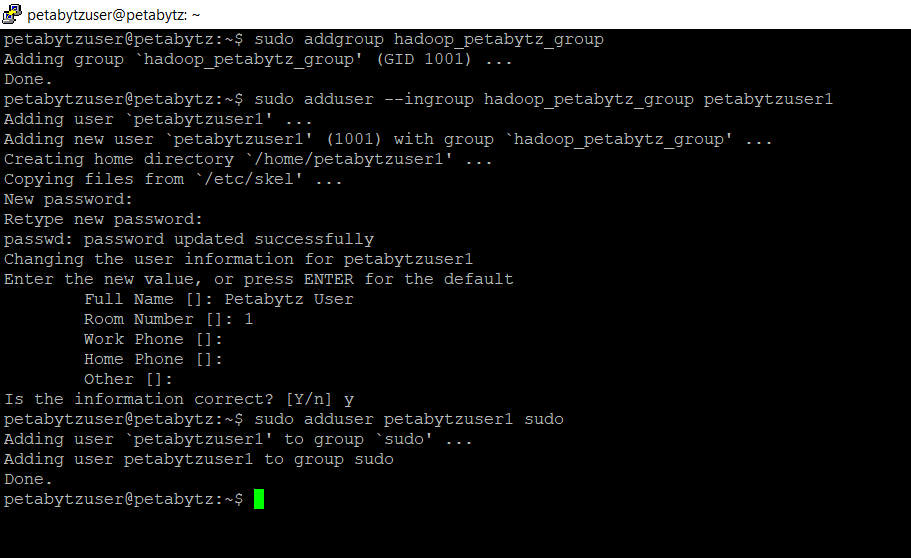 petabytzuser@petabytz: ~
petabytzuser@petabytz:~$ sudo addgroup hadoop_petabytz_group
Adding group `hadoop_petabytz_group' (GID 1001) ...
Done.
petabytzuser@petabytz:~$ sudo adduser --ingroup hadoop_petabytz_group petabytzuser1
Adding user `petabytzuser1' ...
Adding new user `petabytzuser1' (1001) with group `hadoop_petabytz_group' ...
Creating home directory `/home/petabytzuser1' ...
Copying files from `/etc/skel' ...
New password:
Retype new password:
passwd: password updated successfully
Changing the user information for petabytzuser1
Enter the new value, or press ENTER for the default
        Full Name []: Petabytz User
        Room Number []: 1
        Work Phone []:
        Home Phone []:
        Other []:
Is the information correct? [Y/n] y
petabytzuser@petabytz:~$ sudo adduser petabytzuser1 sudo
Adding user `petabytzuser1' to group `sudo' ...
Adding user petabytzuser1 to group sudo
Done.
petabytzuser@petabytz:~$